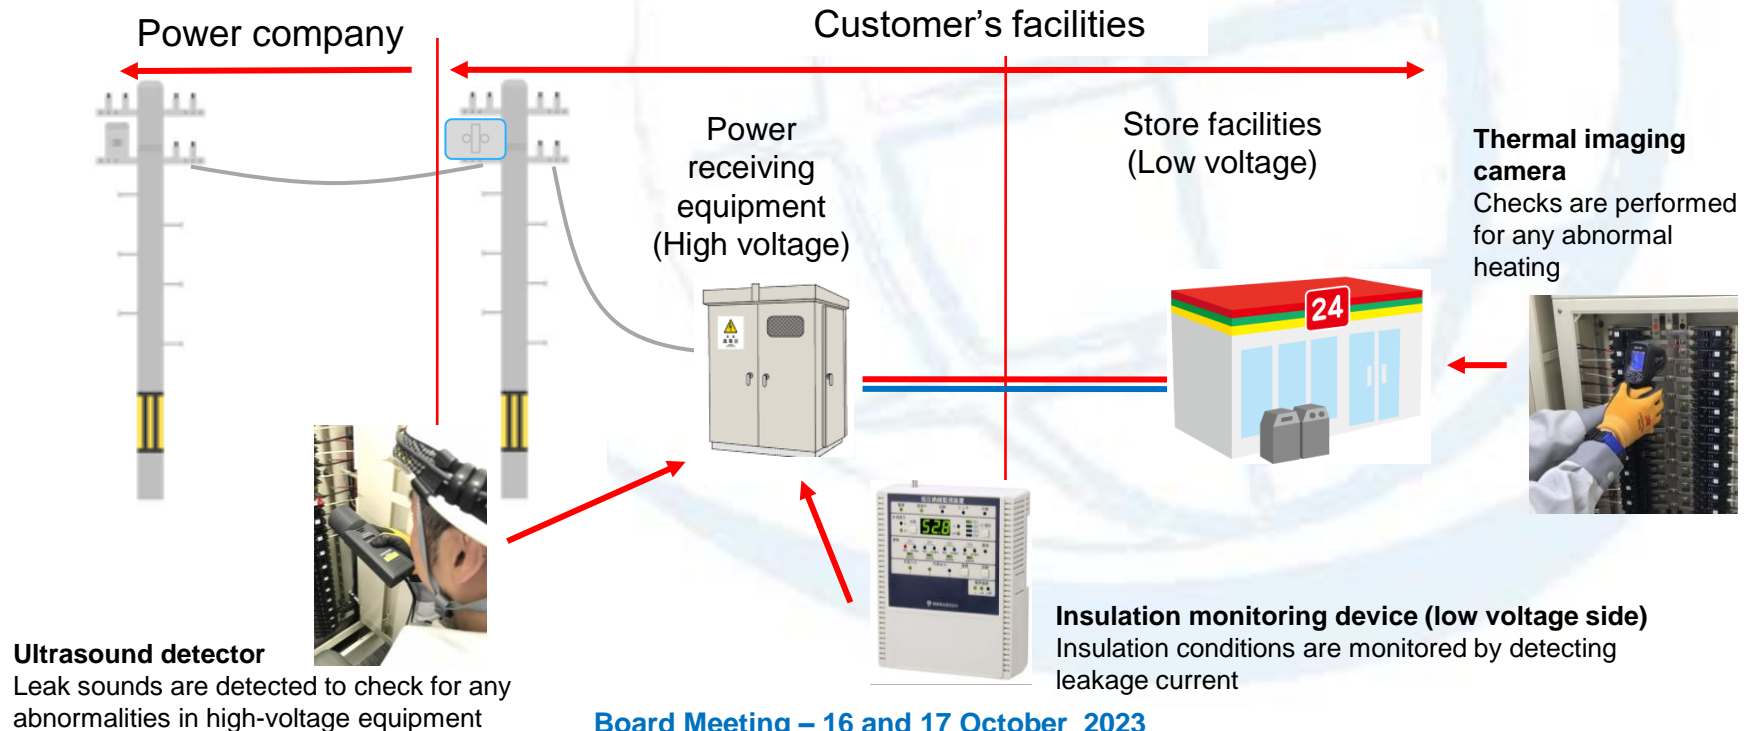 Power company
Customer’s facilities
Power
receiving
equipment
(High voltage)
Store facilities
(Low voltage)
Thermal imaging
camera
Checks are performed
for any abnormal
heating
24
52.8
Insulation monitoring device (low voltage side)
Insulation conditions are monitored by detecting
leakage current
Ultrasound detector
Leak sounds are detected to check for any
abnormalities in high-voltage equipment
Board Meeting – 16 and 17 October 2023